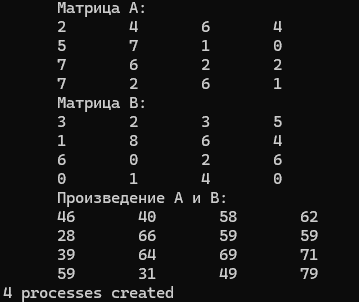 Матрица А:
2 4 6 4
5 7 1 0
7 6 2 2
7 2 6 1
Матрица В:
3 2 3 5
1 8 6 4
6 0 2 6
0 1 4 0
Произведение А и В:
46 40 58 62
28 66 59 59
39 64 69 71
59 31 49 79
4 processes created